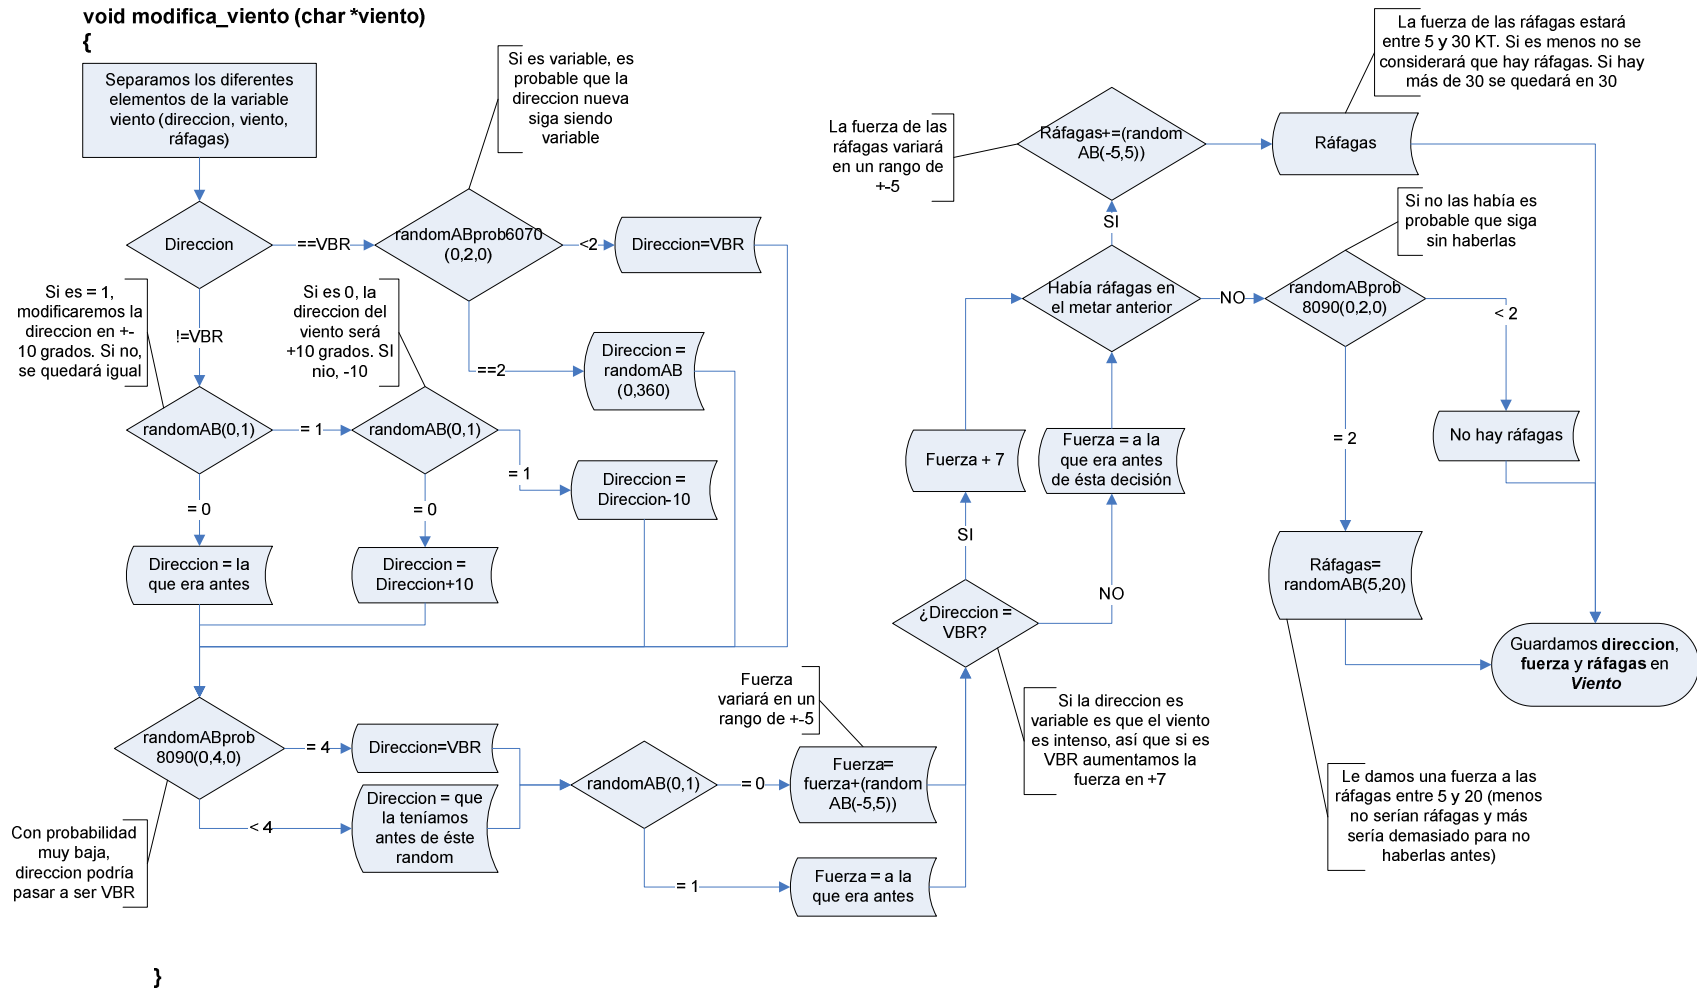 void modifica_viento (char *viento)
{
Separamos los diferentes
elementos de la variable
viento (direccion, viento,
ráfagas)
Si es variable, es
probable que la
direccion nueva
siga siendo
variable
Direccion
==VBR
randomABprob6070
(0,2,0)
<2
Direccion=VBR
Si es = 1,
modificaremos la
direccion en +-
10 grados. Si no,
se quedará igual
!=VBR
Si es 0, la
direccion del
viento será
+10 grados. SI
nio, -10
==2
Direccion =
randomAB
(0,360)
randomAB(0,1)
= 1
randomAB(0,1)
= 1
Direccion =
Direccion-10
= 0
= 0
Direccion = la
que era antes
Direccion =
Direccion+10
randomABprob
8090(0,4,0)
= 4
Direccion=VBR
< 4
Direccion = que
la teníamos
antes de éste
random
Con probabilidad
muy baja,
direccion podría
pasar a ser VBR
randomAB(0,1)
= 0
Fuerza=
fuerza+(random
AB(-5,5))
Fuerza
variará en un
rango de +-5
= 1
Fuerza = a la
que era antes
¿Direccion =
VBR?
Si la direccion es
variable es que el viento
es intenso, así que si es
VBR aumentamos la
fuerza en +7
SI
NO
Fuerza + 7
Fuerza = a la
que era antes
de ésta decisión
Había ráfagas en
el metar anterior
SI
NO
La fuerza de las
ráfagas variará
en un rango de
+-5
Ráfagas+=(random
AB(-5,5))
Ráfagas
La fuerza de las ráfagas estará
entre 5 y 30 KT. Si es menos no se
considerará que hay ráfagas. Si hay
más de 30 se quedará en 30
Si no las había es
probable que siga
sin haberlas
randomABprob
8090(0,2,0)
< 2
No hay ráfagas
= 2
Ráfagas=
randomAB(5,20)
Le damos una fuerza a las
ráfagas entre 5 y 20 (menos
no serían ráfagas y más
sería demasiado para no
haberlas antes)
Guardamos direccion,
fuerza y ráfagas en
Viento
}